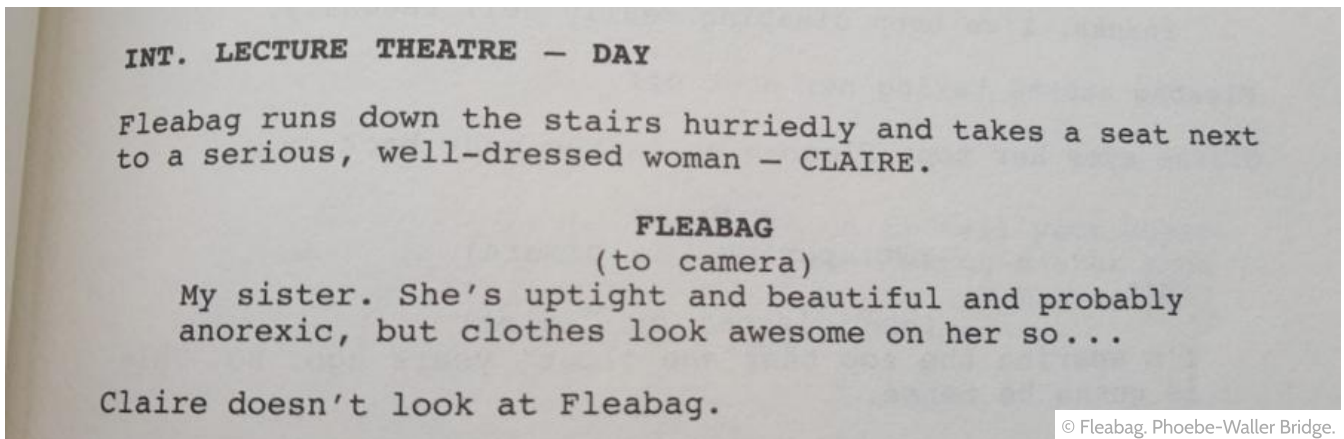 INT. LECTURE THEATRE – DAY
Fleabag runs down the stairs hurriedly and takes a seat next
to a serious, well-dressed woman – CLAIRE.
FLEABAG
(to camera)
My sister. She's uptight and beautiful and probably
anorexic, but clothes look awesome on her so...
Claire doesn't look at Fleabag.
© Fleabag. Phoebe-Waller Bridge.